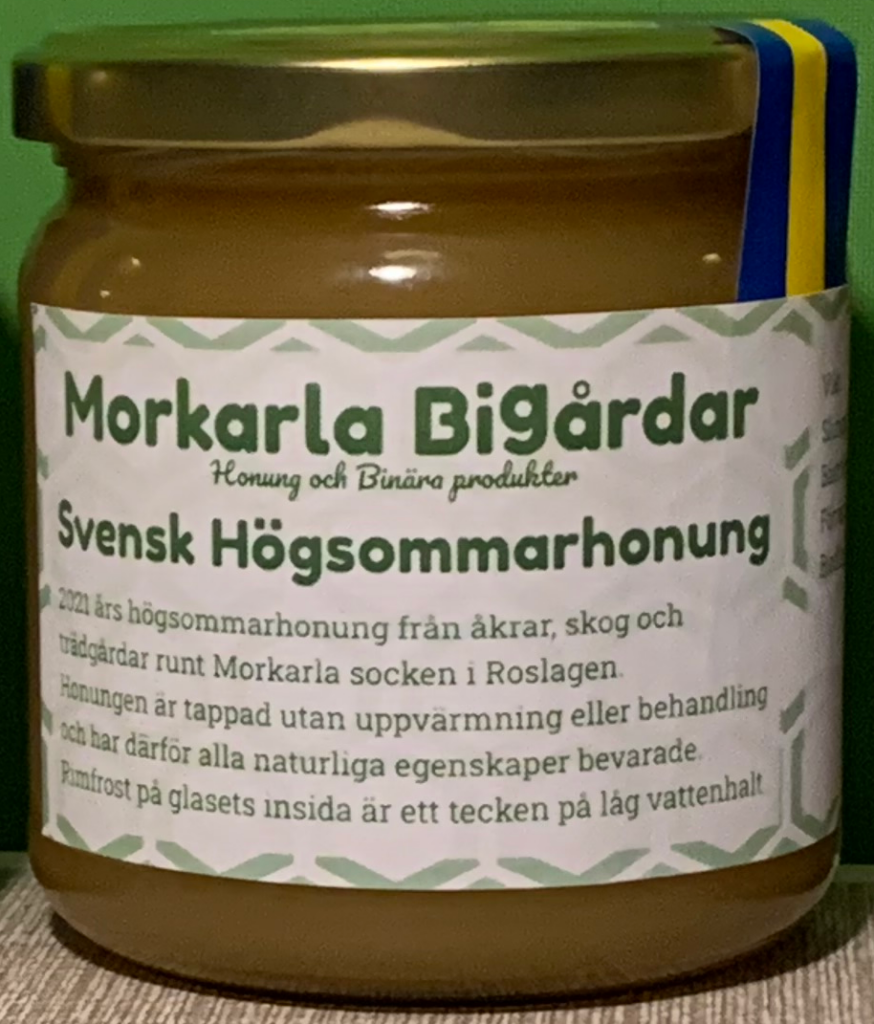 Morkarla Bigårdar
Honung och Binära produkter
Svensk Högsommarhonung
2021 års högsommarhonung från åkrar, skog och
trädgårdar runt Morkarla socken i Roslagen.
Honungen är tappad utan uppvärmning eller behandling
och har därför alla naturliga egenskaper bevarade.
Rimfrost på glasets insida är ett tecken på låg vattenhalt